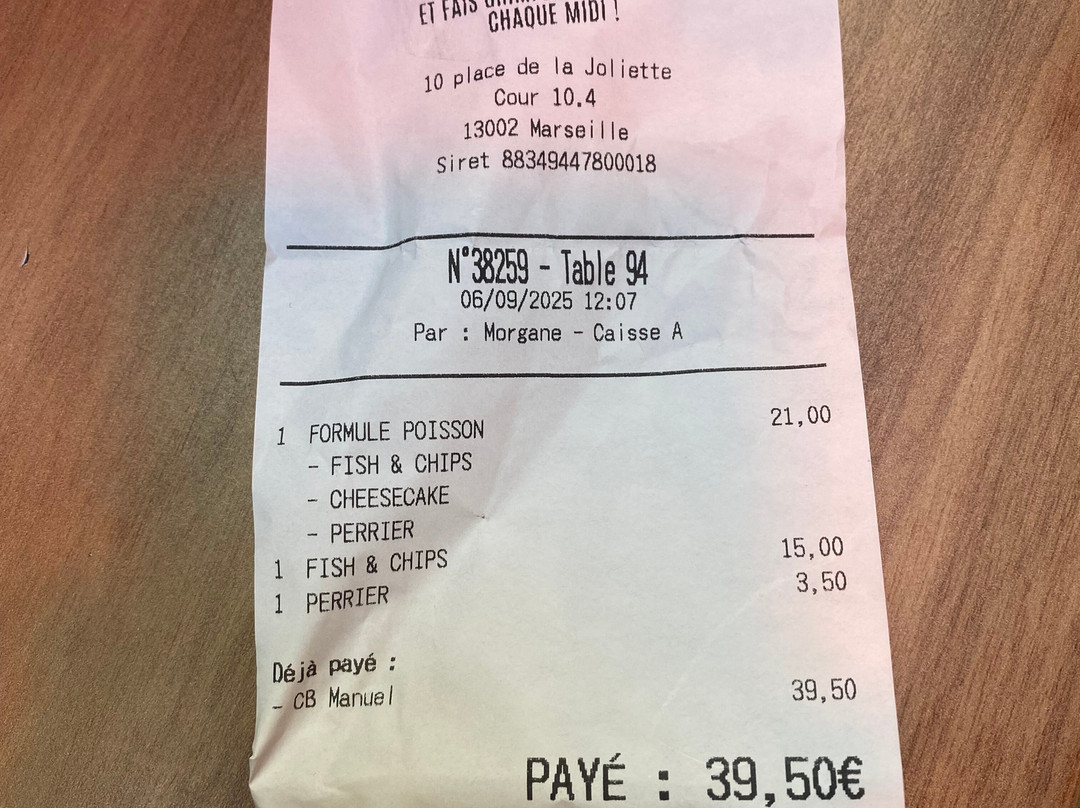 ET FAIS
CHAQUE MIDI !
10 place de la Joliette
Cour 10.4
13002 Marseille
Siret 88349447800018
N°38259 - Table 94
06/09/2025 12:07
Par : Morgane - Caisse A
1 FORMULE POISSON 21,00
- FISH & CHIPS
- CHEESECAKE
- PERRIER
1 FISH & CHIPS 15,00
1 PERRIER 3,50
Déjà payé :
- CB Manuel 39,50
PAYÉ : 39,50€